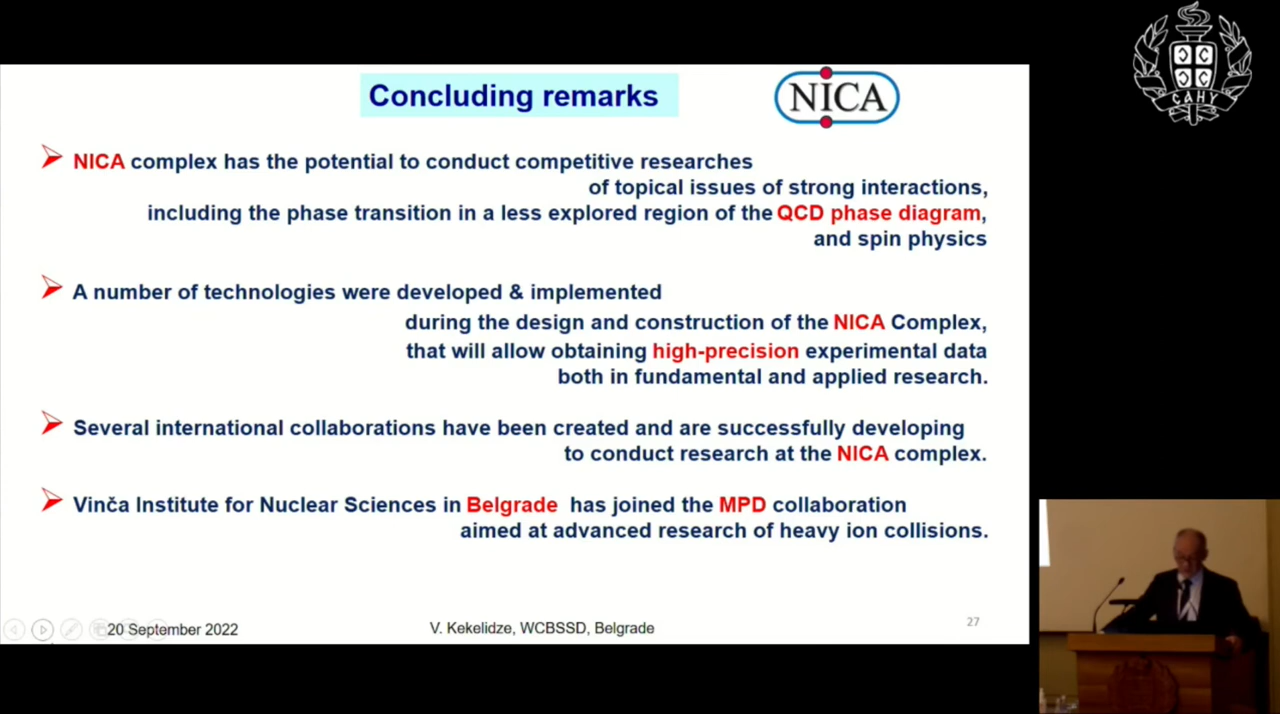 Concluding remarks
NICA
NICA complex has the potential to conduct competitive researches
of topical issues of strong interactions,
including the phase transition in a less explored region of the QCD phase diagram,
and spin physics
A number of technologies were developed & implemented
during the design and construction of the NICA Complex,
that will allow obtaining high-precision experimental data
both in fundamental and applied research.
Several international collaborations have been created and are successfully developing
to conduct research at the NICA complex.
Vinča Institute for Nuclear Sciences in Belgrade has joined the MPD collaboration
aimed at advanced research of heavy ion collisions.
20 September 2022
V. Kekelidze, WCBSSD, Belgrade
27
САНУ